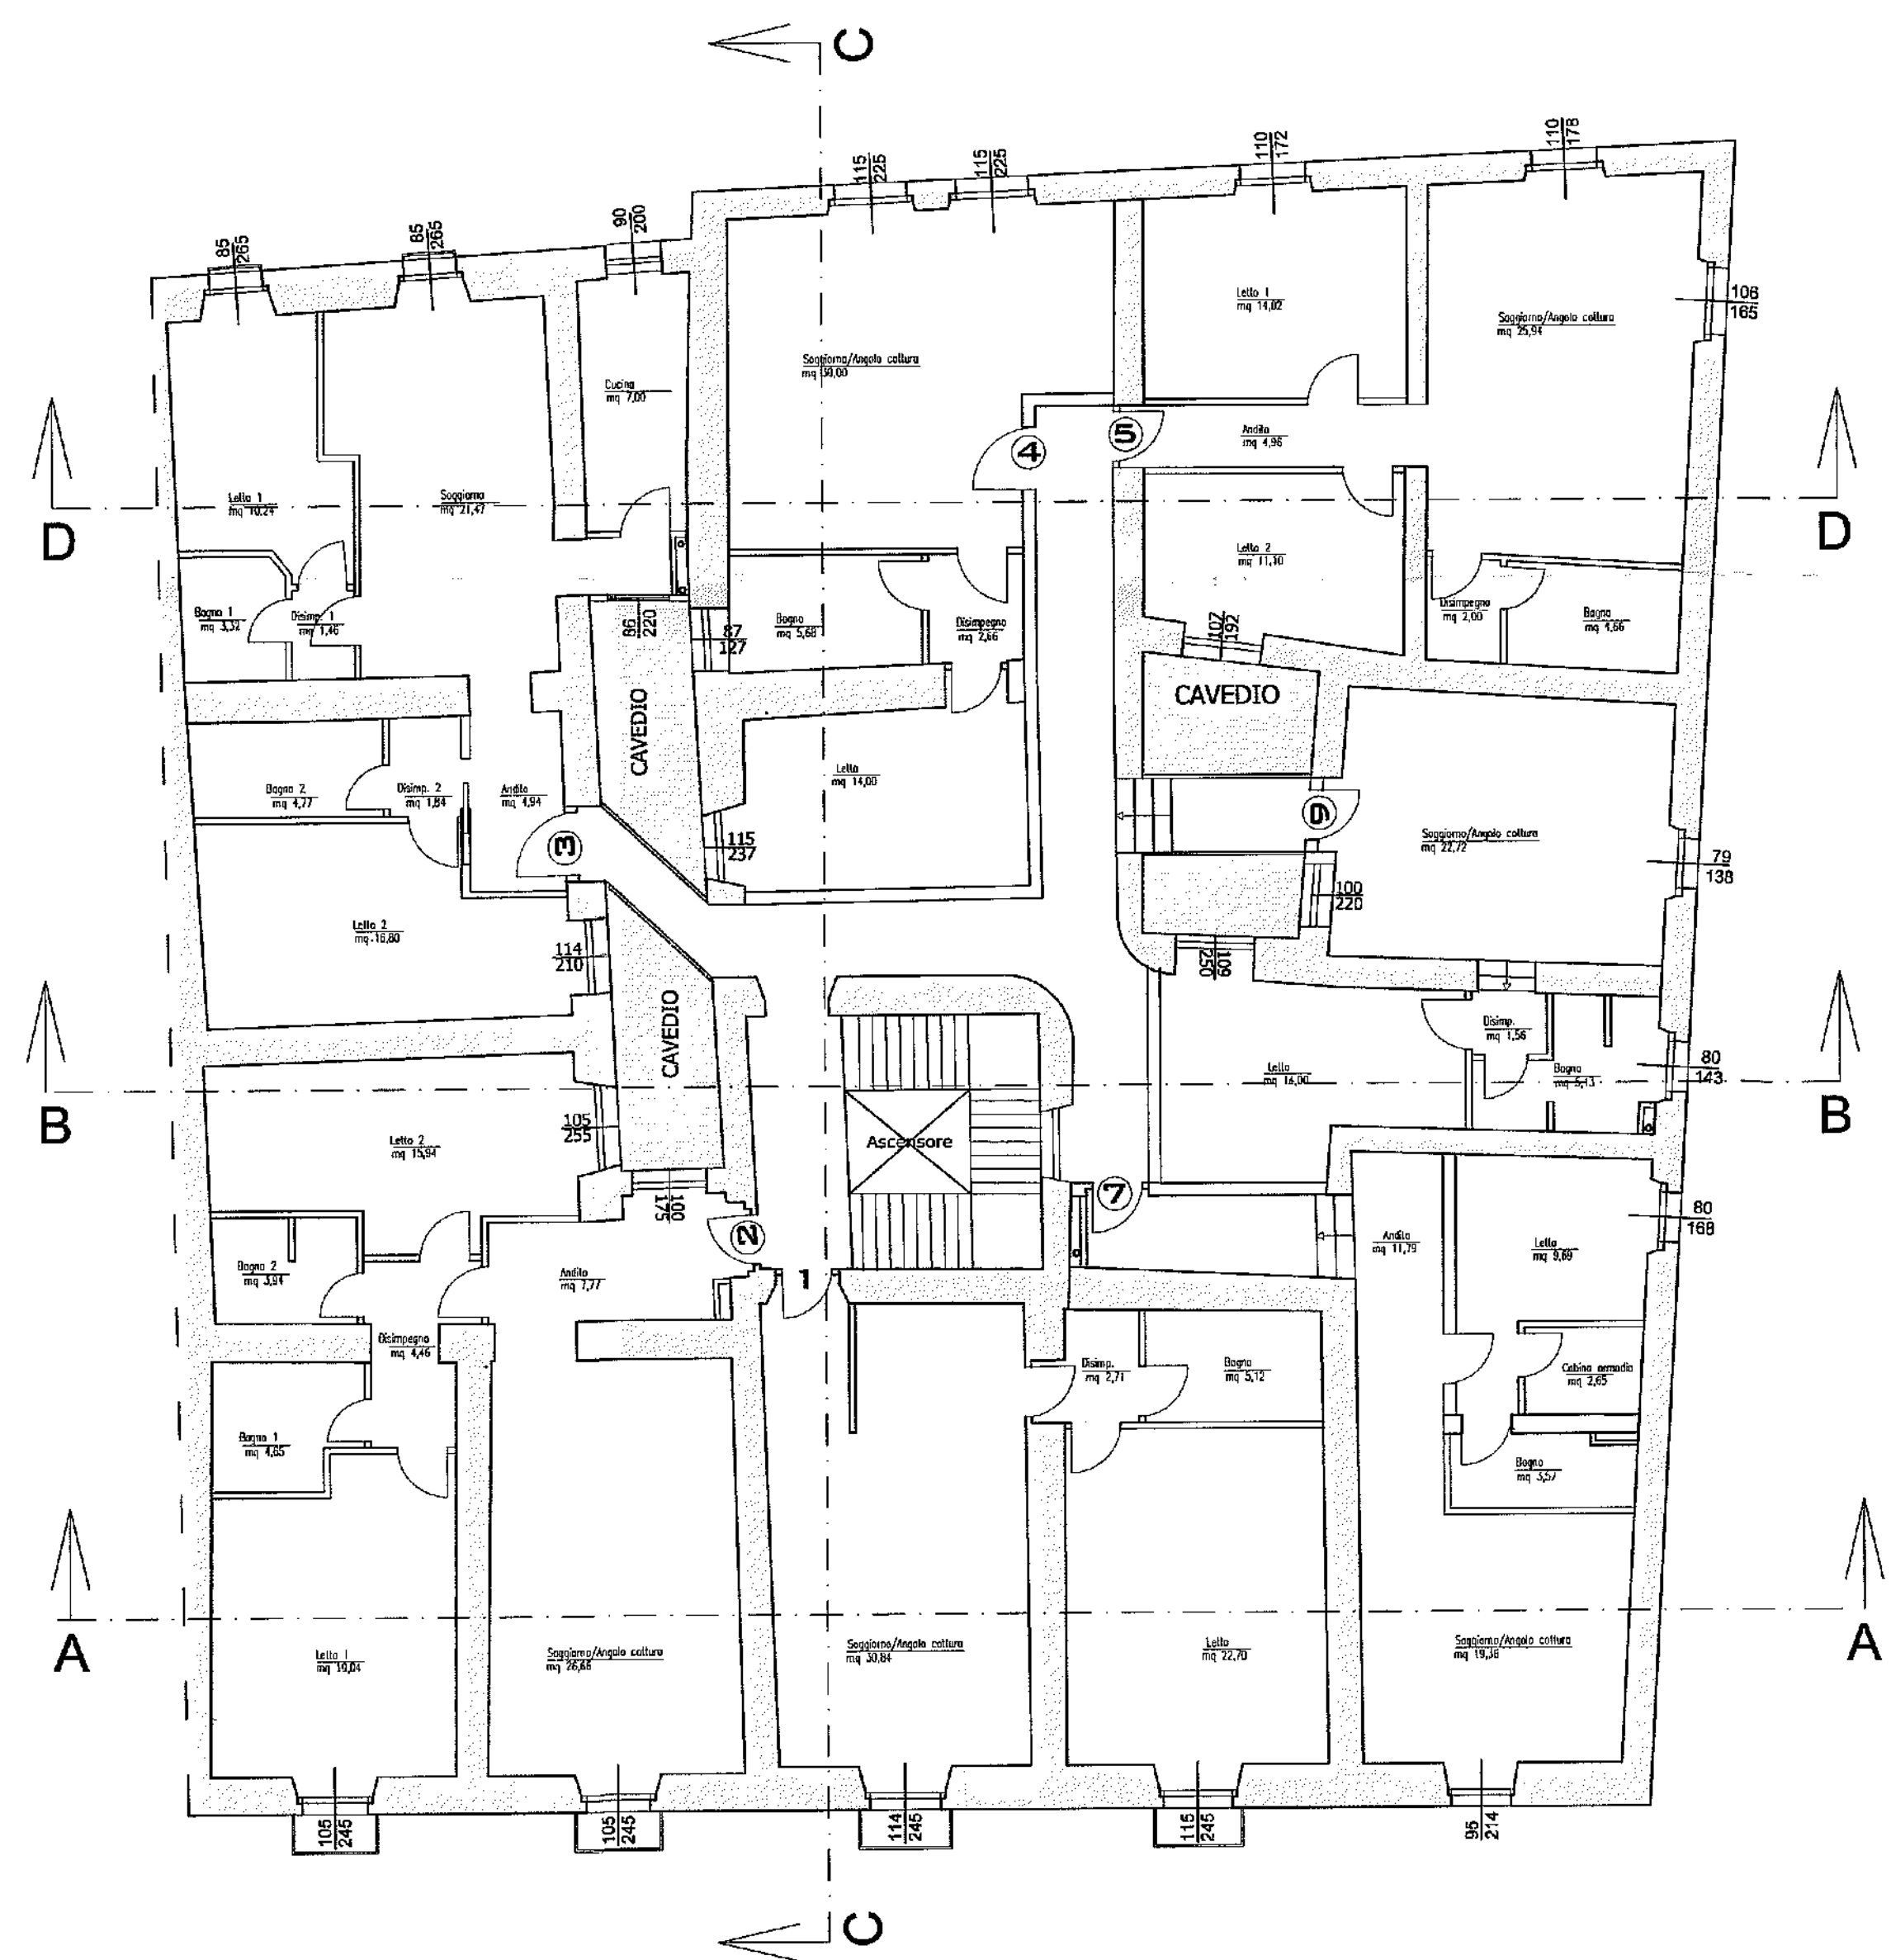 C
110
178
110
172
115
225
115
225
90
200
85
265
85
265
106
165
Letto 1
mq 14,02
Soggiorno/Angolo cottura
mq 25,94
Soggiorno/Angolo cottura
mq 30,00
Cucina
mq 7,00
5
4
Andito
mq 4,96
Letto 1
mq 10,24
Soggiorno
mq 21,47
D
D
Letto 2
mq 11,10
Bagno 1
mq 3,32
Disimp. 1
mq 1,46
86
220
87
127
Bagno
mq 5,68
Disimpegno
mq 2,66
107
192
Disimpegno
mq 2,00
Bagno
mq 4,66
CAVEDIO
CAVEDIO
Bagno 2
mq 4,77
Disimp. 2
mq 1,84
Andito
mq 4,94
Letto
mq 14,00
6
3
115
237
Soggiorno/Angolo cottura
mq 22,72
79
138
100
220
Letto 2
mq 16,80
114
210
109
250
CAVEDIO
Disimp.
mq 1,56
Letto
mq 14,00
Bagno
mq 5,13
80
143
B
B
105
255
Ascensore
Letto 2
mq 15,94
100
175
7
2
80
168
Andito
mq 11,79
Letto
mq 9,69
Bagno 2
mq 3,94
Andito
mq 7,77
1
Disimpegno
mq 4,46
Disimp.
mq 2,71
Bagno
mq 5,12
Cabina armadio
mq 2,65
Bagno 1
mq 4,65
Bagno
mq 3,57
A
A
Letto 1
mq 19,04
Soggiorno/Angolo cottura
mq 26,66
Soggiorno/Angolo cottura
mq 30,84
Letto
mq 22,70
Soggiorno/Angolo cottura
mq 19,38
105
245
105
245
114
245
115
245
95
214
C